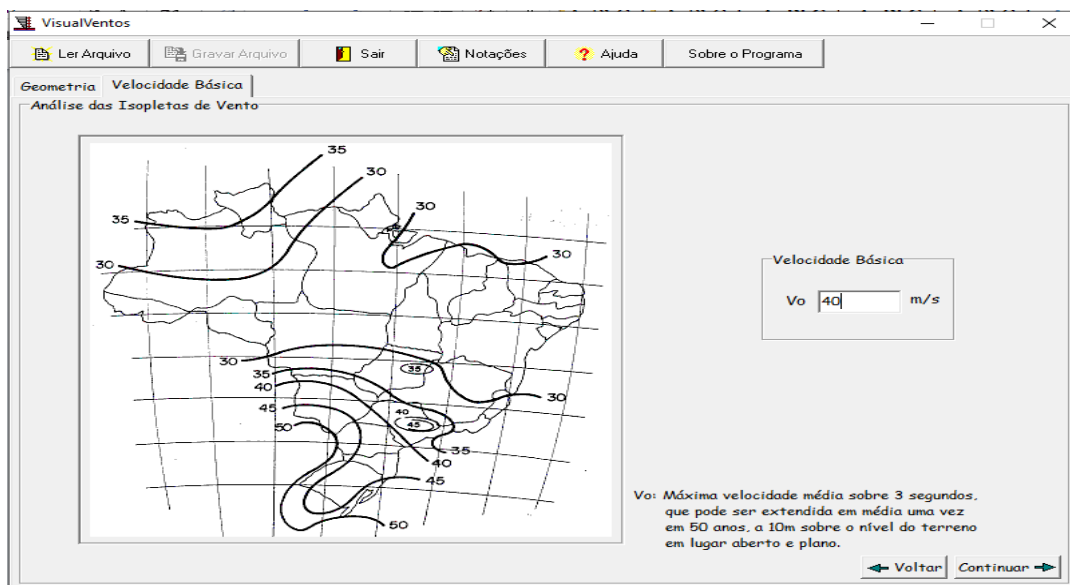 VisualVentos
Ler Arquivo Gravar Arquivo Sair Notações Ajuda Sobre o Programa
Geometria Velocidade Básica
Análise das Isopletas de Vento
35
30
35
30
30
30
Velocidade Básica
Vo 40 m/s
30
35
35
40
30
45
40
45
50
35
40
45
50
Vo: Máxima velocidade média sobre 3 segundos,
que pode ser extendida em média uma vez
em 50 anos, a 10m sobre o nível do terreno
em lugar aberto e plano.
Voltar Continuar